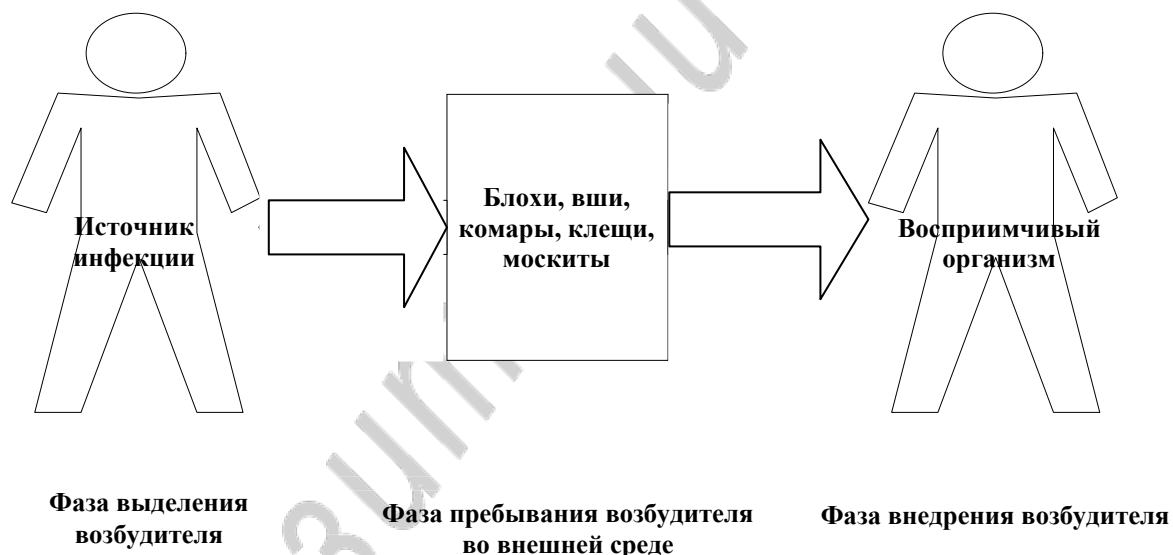 Источник
инфекции
Блохи, вши,
комары, клещи,
москиты
Восприимчивый
организм
Фаза выделения
возбудителя
Фаза пребывания возбудителя
во внешней среде
Фаза внедрения возбудителя